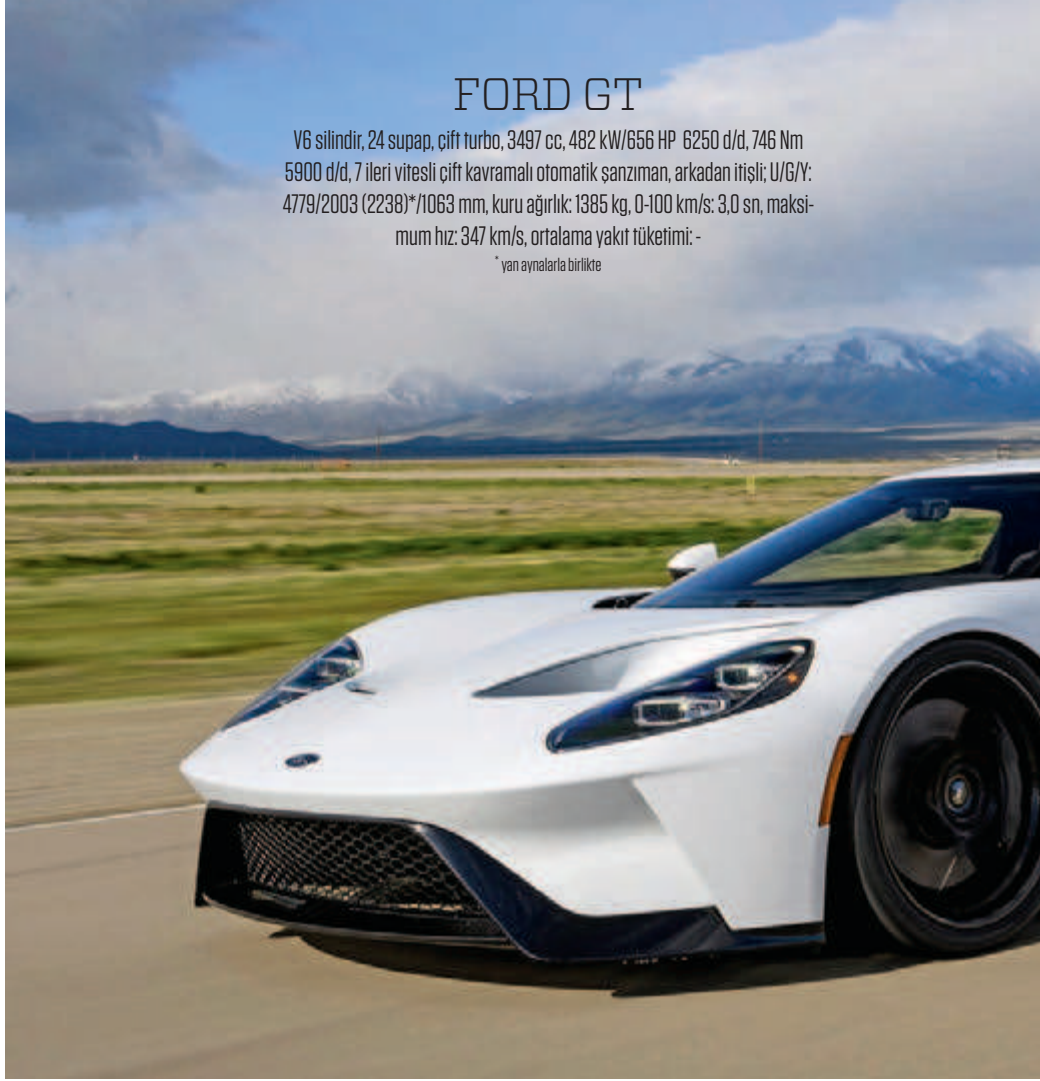 FORD GT
V6 silindir, 24 supap, çift turbo, 3497 cc, 482 kW/656 HP 6250 d/d, 746 Nm
5900 d/d, 7 ileri vitesli çift kavramalı otomatik şanzıman, arkadan itişli; U/G/Y:
4779/2003 (2238)*/1063 mm, kuru ağırlık: 1385 kg, 0-100 km/s: 3,0 sn, maksi-
mum hız: 347 km/s, ortalama yakıt tüketimi: -
* yan aynalarla birlikte